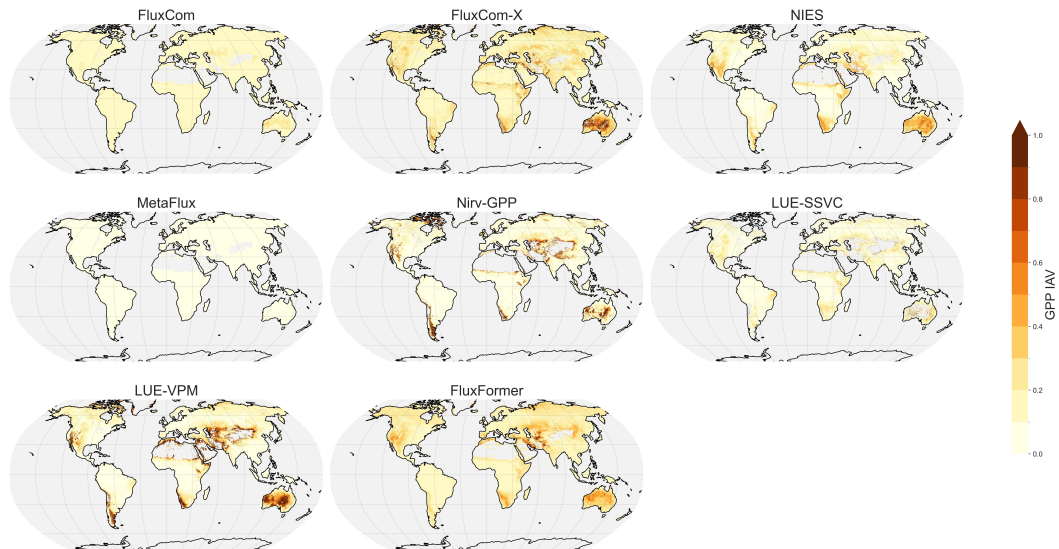 FluxCom
FluxCom-X
NIES
MetaFlux
Nirv-GPP
LUE-SSVC
LUE-VPM
FluxFormer
1.0
0.8
0.6
0.4
0.2
0.0
GPP IAV